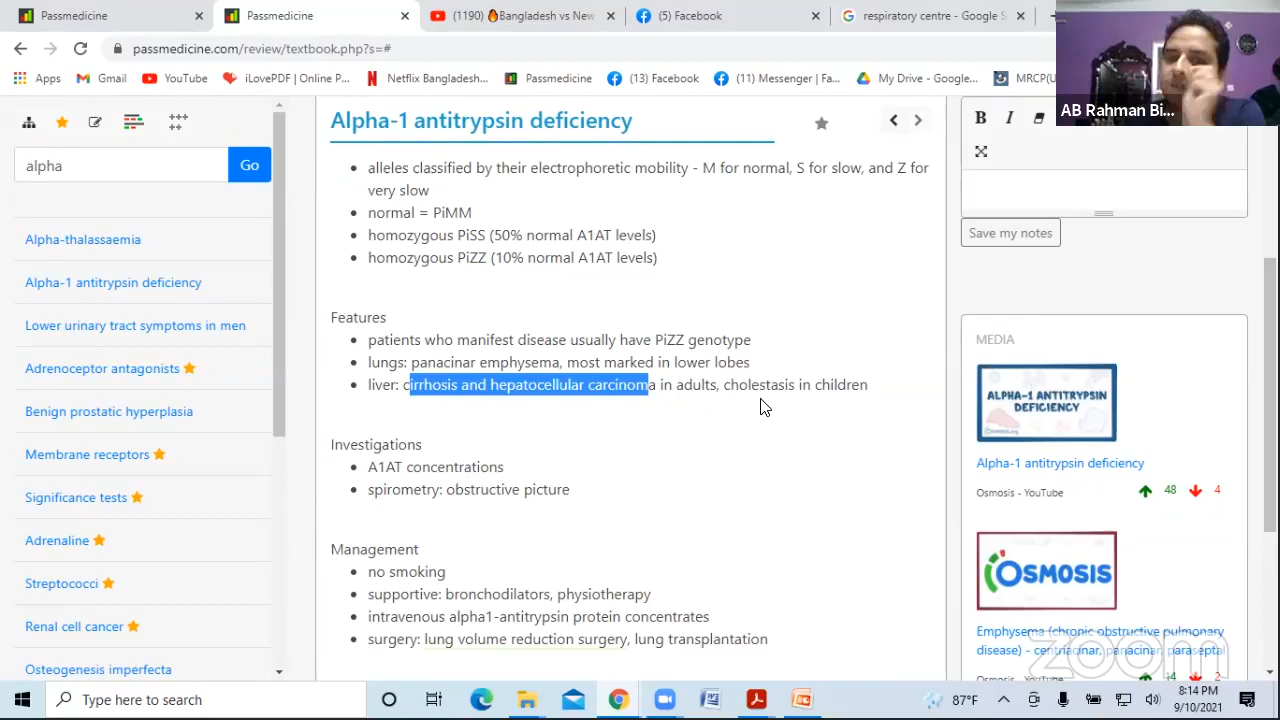 Passmedicine
Passmedicine
(1190) 🔥Bangladesh vs New
(5) Facebook
respiratory centre - Google S
passmedicine.com/review/textbook.php?s=#
Apps
Gmail
YouTube
iLovePDF | Online P...
Netflix Bangladesh...
Passmedicine
(13) Facebook
(11) Messenger | Fa...
My Drive - Google...
MRCP(U
AB Rahman Bi...
alpha
Go
Alpha-thalassaemia
Alpha-1 antitrypsin deficiency
Lower urinary tract symptoms in men
Adrenoceptor antagonists
Benign prostatic hyperplasia
Membrane receptors
Significance tests
Adrenaline
Streptococci
Renal cell cancer
Osteogenesis imperfecta
Alpha-1 antitrypsin deficiency
• alleles classified by their electrophoretic mobility - M for normal, S for slow, and Z for
very slow
• normal = PiMM
• homozygous PiSS (50% normal A1AT levels)
• homozygous PiZZ (10% normal A1AT levels)
Features
• patients who manifest disease usually have PiZZ genotype
• lungs: panacinar emphysema, most marked in lower lobes
• liver: cirrhosis and hepatocellular carcinoma in adults, cholestasis in children
Investigations
• A1AT concentrations
• spirometry: obstructive picture
Management
• no smoking
• supportive: bronchodilators, physiotherapy
• intravenous alpha1-antitrypsin protein concentrates
• surgery: lung volume reduction surgery, lung transplantation
B I
Save my notes
MEDIA
ALPHA-1 ANTITRYPSIN
DEFICIENCY
Alpha-1 antitrypsin deficiency
Osmosis - YouTube
48
4
OSMOSIS
Emphysema (chronic obstructive pulmonary
disease) - centriacinar, panacinar, paraseptal
Osmosis - YouTube
14
2
zoom
Type here to search
87°F
8:14 PM
9/10/2021